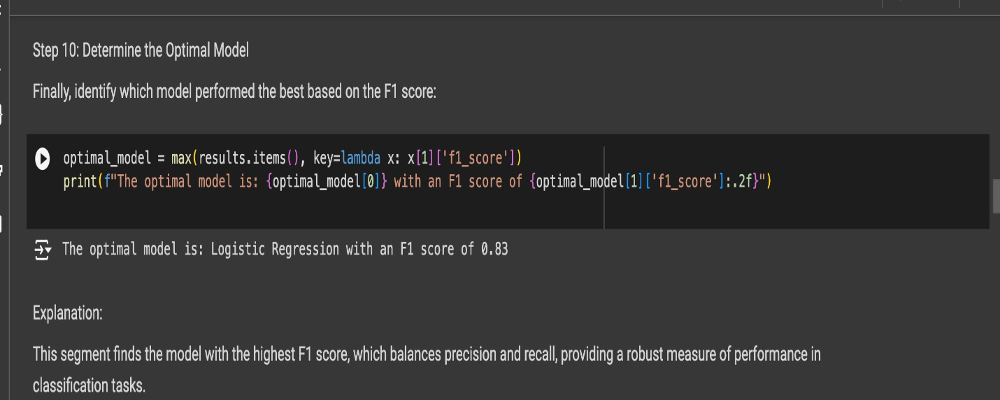 Step 10: Determine the Optimal Model
Finally, identify which model performed the best based on the F1 score:
optimal_model = max(results.items(), key=lambda x: x[1]['f1_score'])
print(f"The optimal model is: {optimal_model[0]} with an F1 score of {optimal_model[1]['f1_score']:.2f}")
The optimal model is: Logistic Regression with an F1 score of 0.83
Explanation:
This segment finds the model with the highest F1 score, which balances precision and recall, providing a robust measure of performance in
classification tasks.